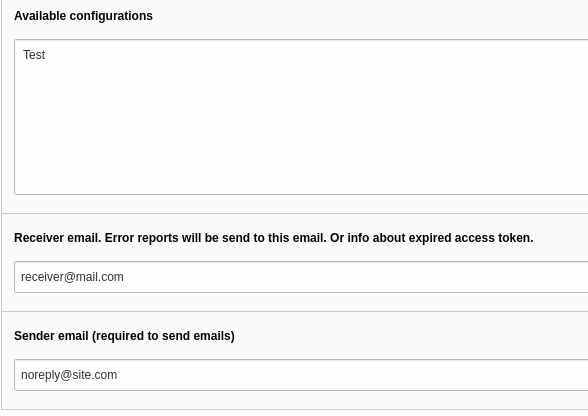 Available configurations
Test
Receiver email. Error reports will be send to this email. Or info about expired access token.
receiver@mail.com
Sender email (required to send emails)
noreply@site.com